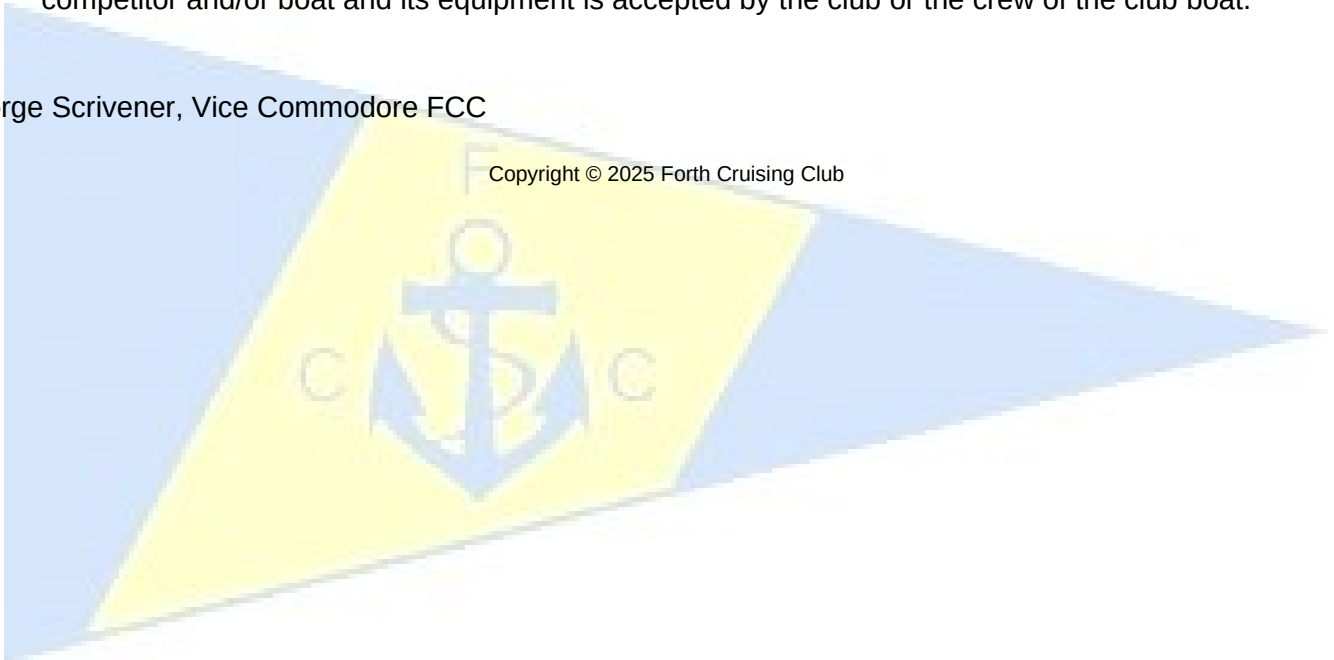 competitor and/or boat and its equipment is accepted by the club or the crew of the club boat.
rge Scrivener, Vice Commodore FCC
F
Copyright © 2025 Forth Cruising Club
C C